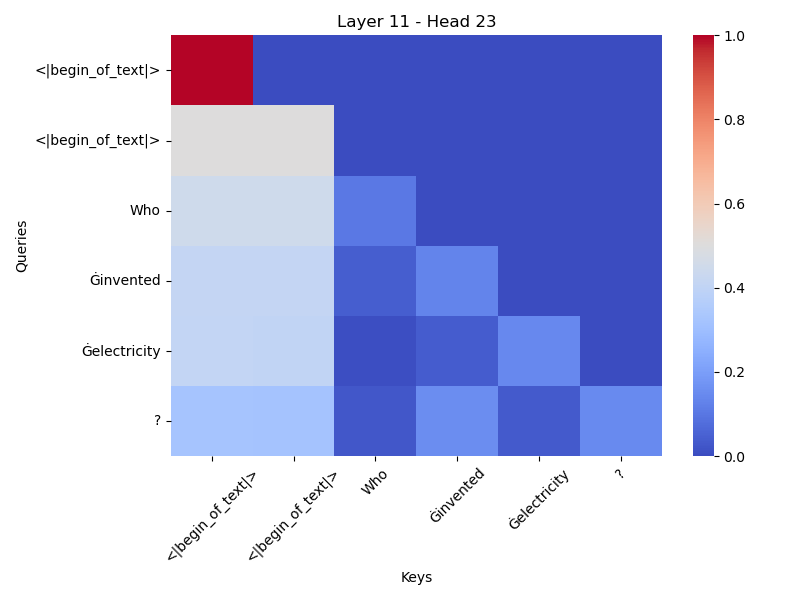 Layer 11 - Head 23
<|begin_of_text|>
<|begin_of_text|>
Who
Ġinvented
Ġelectricity
?
Queries
<|begin_of_text|>
<|begin_of_text|>
Who
Ġinvented
Ġelectricity
?
Keys
1.0
0.8
0.6
0.4
0.2
0.0